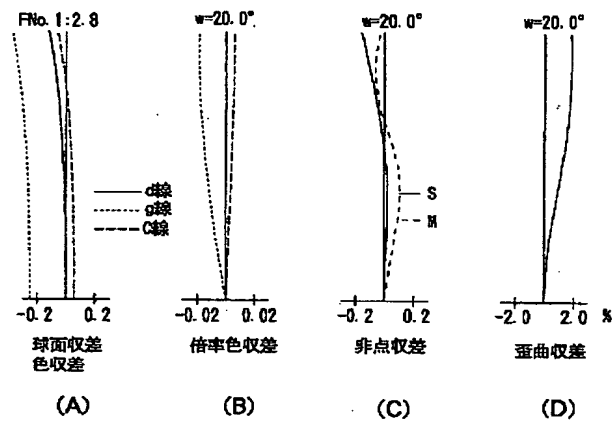 FNo. 1:2.8
w=20.0°
w=20.0°
w=20.0°
d線
g線
C線
S
M
-0.2 0.2
-0.02 0.02
-0.2 0.2
-2.0 2.0 %
球面収差
色収差
倍率色収差
非点収差
歪曲収差
(A)
(B)
(C)
(D)